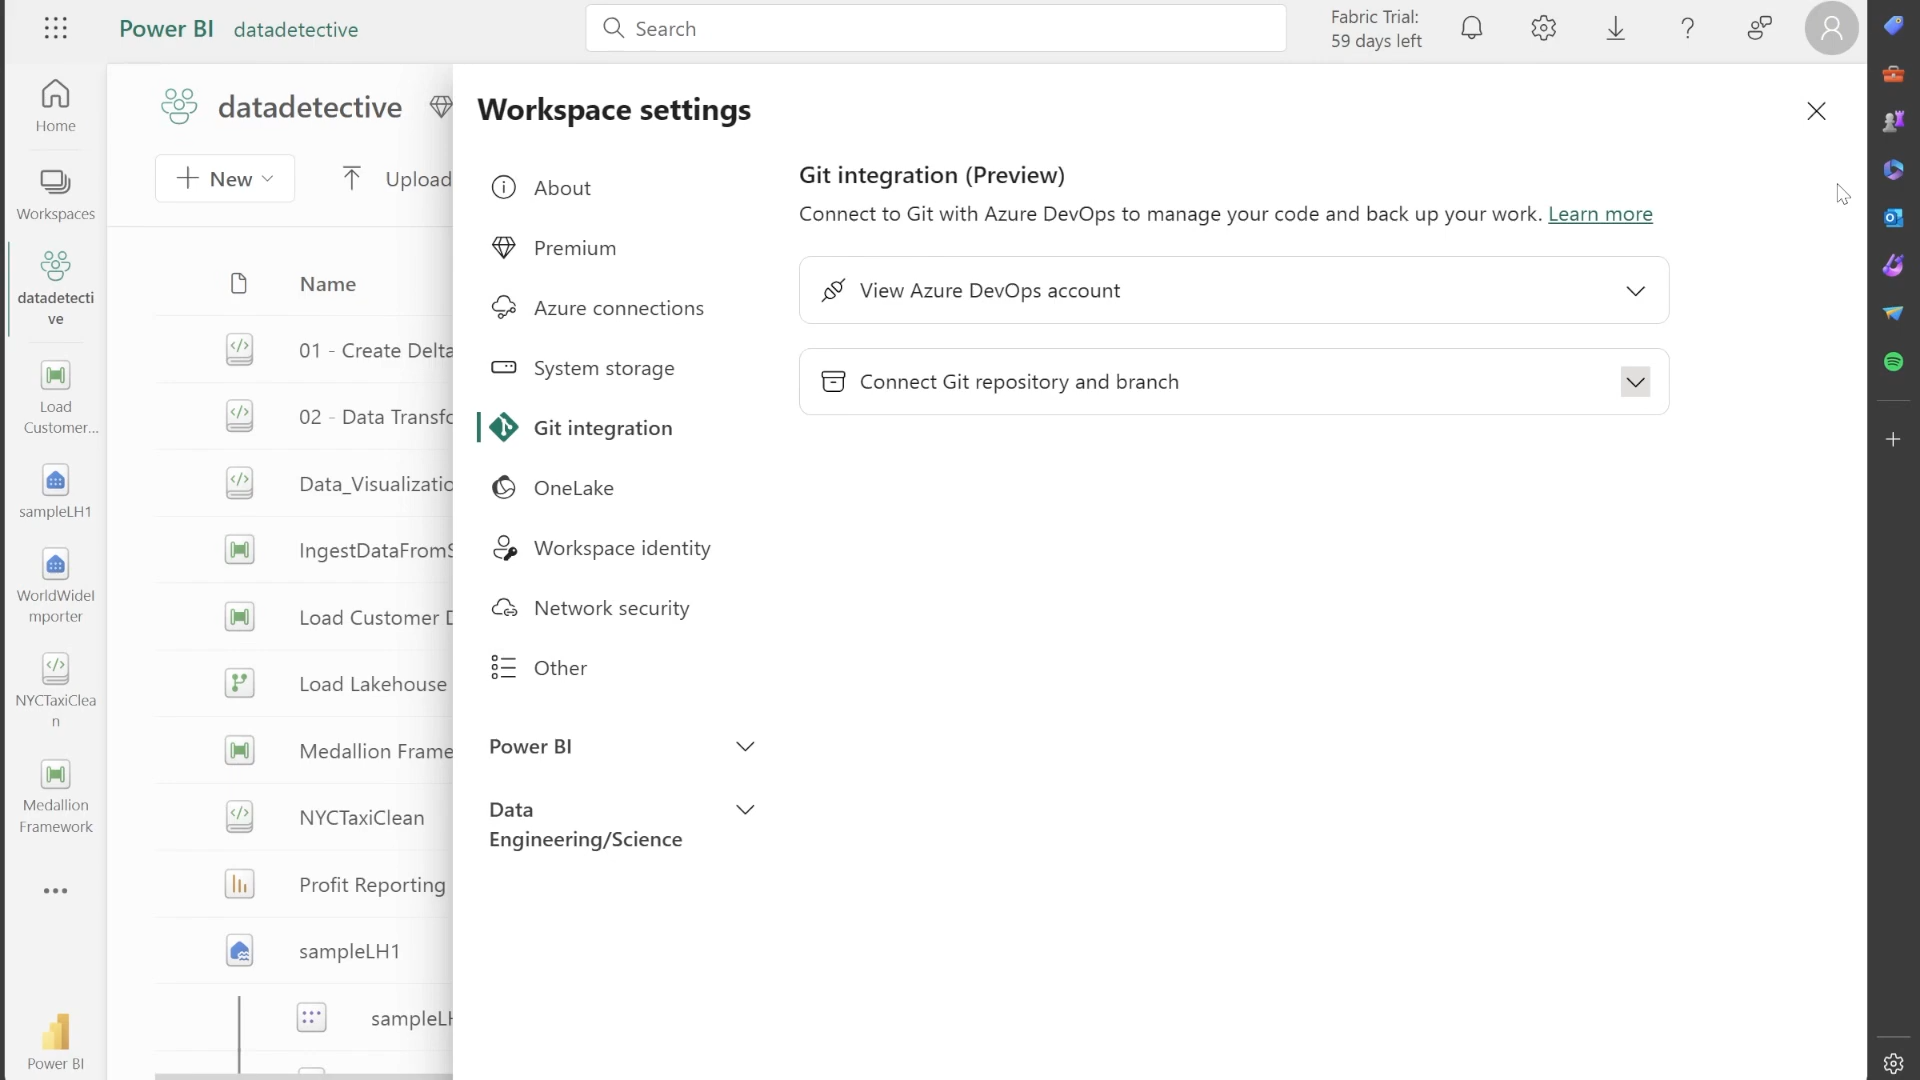 Power BI datadetective
Search
Fabric Trial:
59 days left
Home
Workspaces
datadetecti
ve
Load
Customer...
sampleLH1
WorldWideI
mporter
NYCTaxiClea
n
Medallion
Framework
Power BI
datadetective
New
Upload
Name
01 - Create Delta
02 - Data Transfo
Data_Visualizatio
IngestDataFromS
Load Customer D
Load Lakehouse
Medallion Frame
NYCTaxiClean
Profit Reporting
sampleLH1
sampleLH
Workspace settings
About
Premium
Azure connections
System storage
Git integration
OneLake
Workspace identity
Network security
Other
Power BI
Data
Engineering/Science
Git integration (Preview)
Connect to Git with Azure DevOps to manage your code and back up your work. Learn more
View Azure DevOps account
Connect Git repository and branch